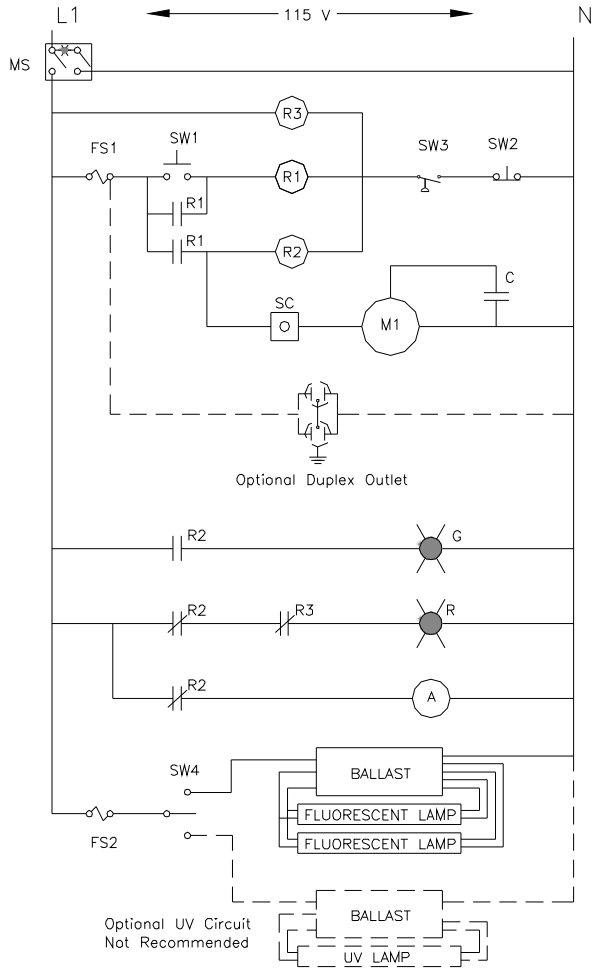 L1
115 V
N
MS
R3
FS1
SW1
R1
SW3
SW2
R1
R1
R2
SC
M1
C
Optional Duplex Outlet
R2
G
R2
R3
R
R2
A
SW4
BALLAST
FLUORESCENT LAMP
FLUORESCENT LAMP
FS2
Optional UV Circuit
Not Recommended
BALLAST
UV LAMP